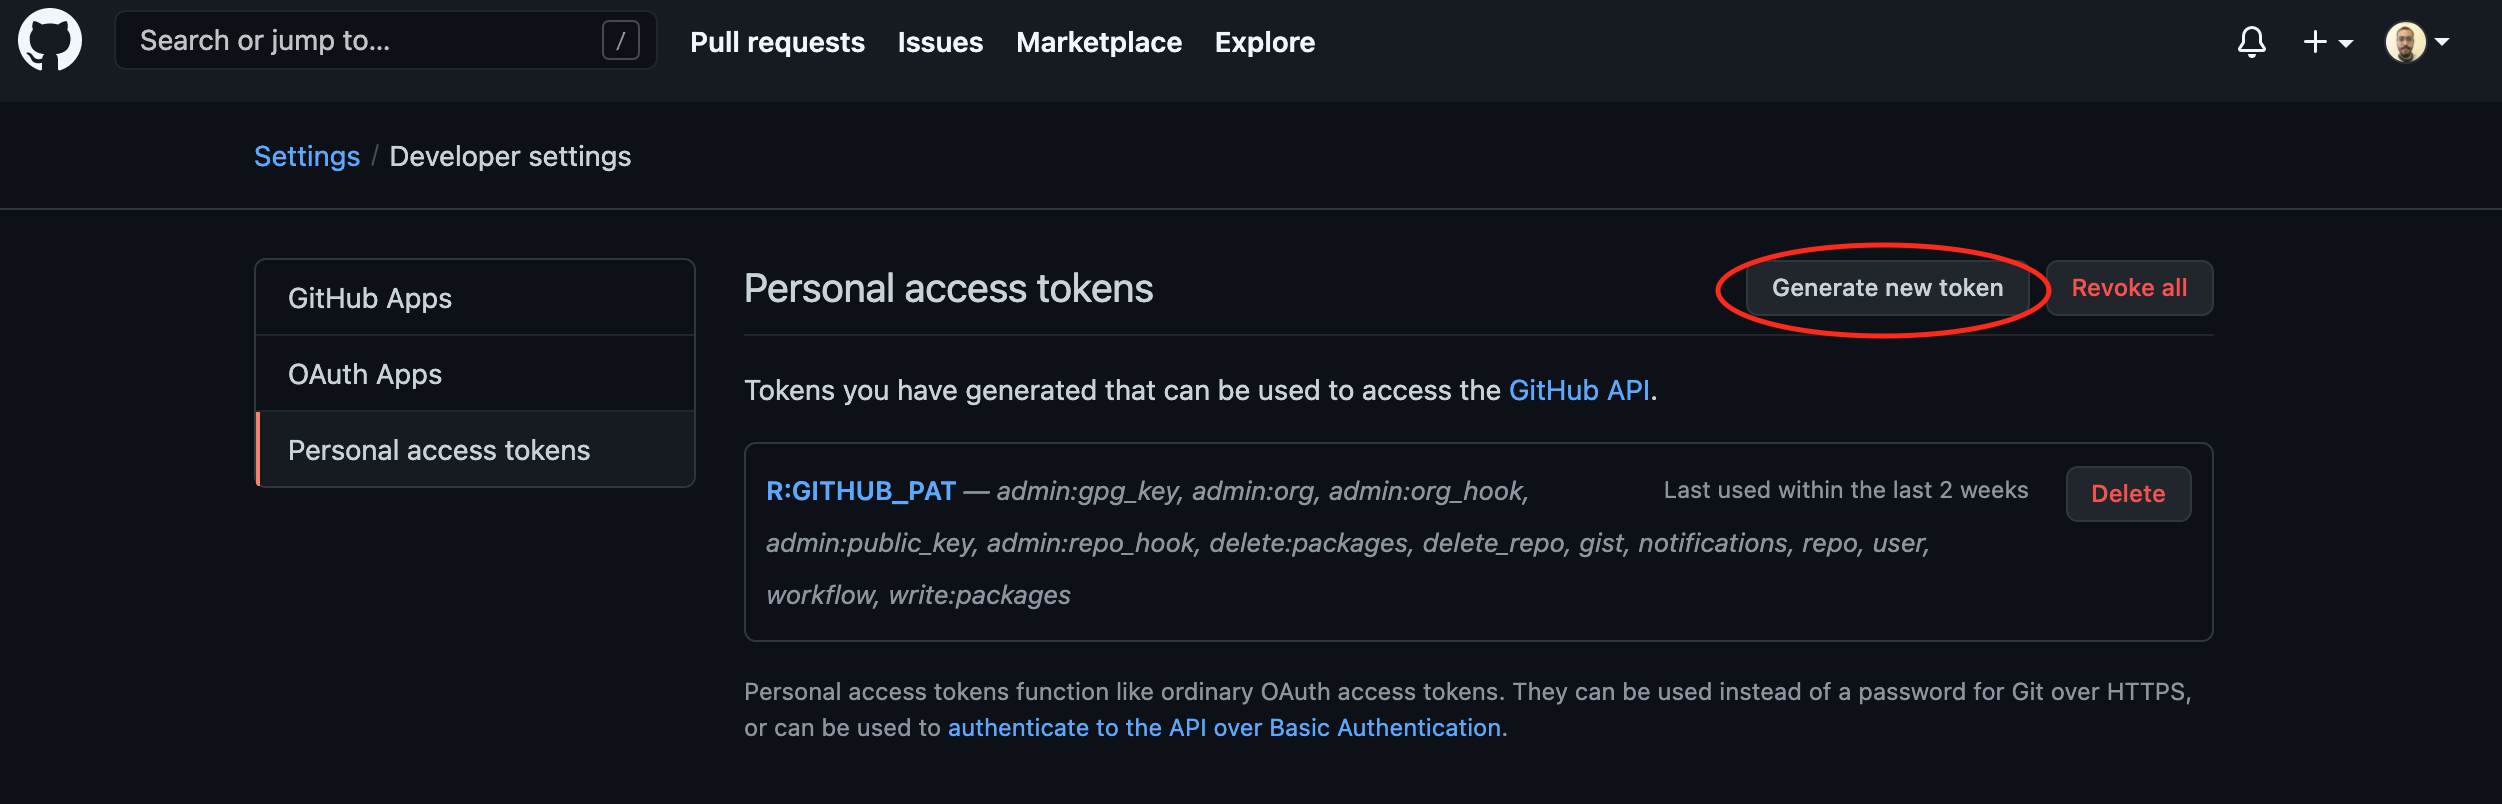 Search or jump to... /
Pull requests Issues Marketplace Explore
Settings / Developer settings
GitHub Apps
OAuth Apps
Personal access tokens
Personal access tokens
Generate new token
Revoke all
Tokens you have generated that can be used to access the GitHub API.
R:GITHUB_PAT — admin:gpg_key, admin:org, admin:org_hook,
admin:public_key, admin:repo_hook, delete:packages, delete_repo, gist, notifications, repo, user,
workflow, write:packages
Last used within the last 2 weeks
Delete
Personal access tokens function like ordinary OAuth access tokens. They can be used instead of a password for Git over HTTPS,
or can be used to authenticate to the API over Basic Authentication.